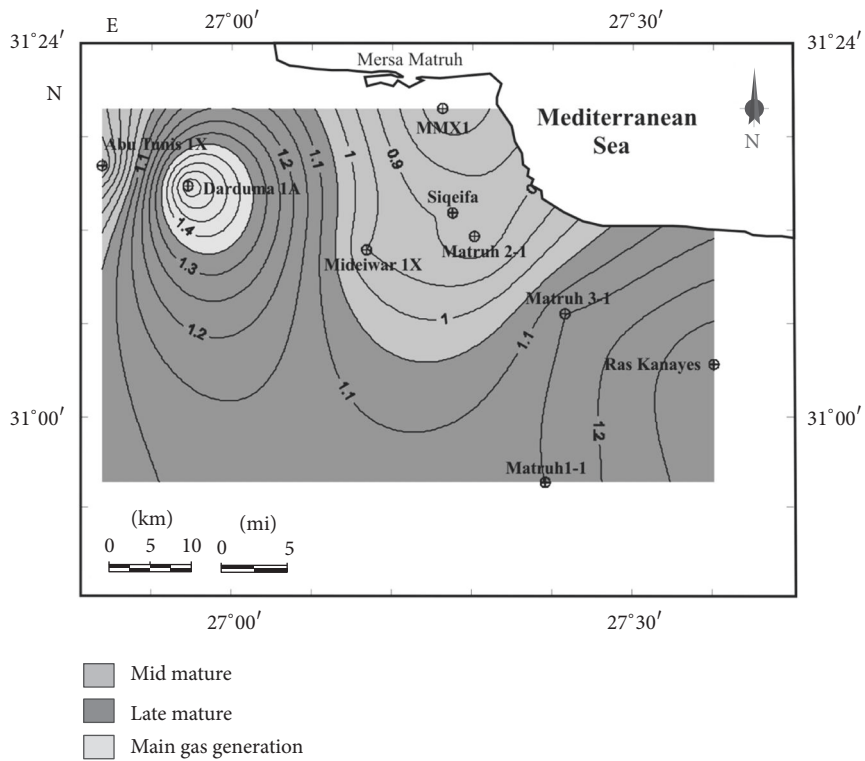 E
27°00′
27°30′
31°24′
31°24′
N
Mersa Matruh
MMX1
Mediterranean
Sea
N
Abu Tunis 1X
1.1
1.2
1.1
1
0.9
Darduma 1A
1.4
1.3
1.2
Siqeifa
Matruh 2-1
Mideiwar 1X
1
Matruh 3-1
1.1
Ras Kanayes
1.1
1.2
31°00′
31°00′
Matruh1-1
(km)
(mi)
0 5 10
0 5
27°00′
27°30′
Mid mature
Late mature
Main gas generation